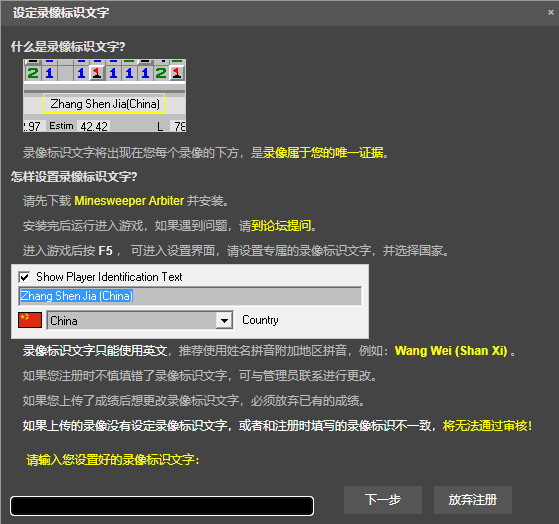 设定录像标识文字
×
什么是录像标识文字?
2 1 1 1 1 1 1 2 1
Zhang Shen Jia(China)
2.97 Estim 42.42 L 78
录像标识文字将出现在您每个录像的下方，是录像属于您的唯一证据。
怎样设置录像标识文字?
请先下载 Minesweeper Arbiter 并安装。
安装完后运行进入游戏，如果遇到问题，请到论坛提问。
进入游戏后按 F5 ，可进入设置界面，请设置专属的录像标识文字，并选择国家。
Show Player Identification Text
Zhang Shen Jia (China)
China Country
录像标识文字只能使用英文，推荐使用姓名拼音附加地区拼音，例如：Wang Wei (Shan Xi) 。
如果您注册时不慎填错了录像标识文字，可与管理员联系进行更改。
如果您上传了成绩后想更改录像标识文字，必须放弃已有的成绩。
如果上传的录像没有设定录像标识文字，或者和注册时填写的录像标识不一致，将无法通过审核!
请输入您设置好的录像标识文字:
下一步 放弃注册